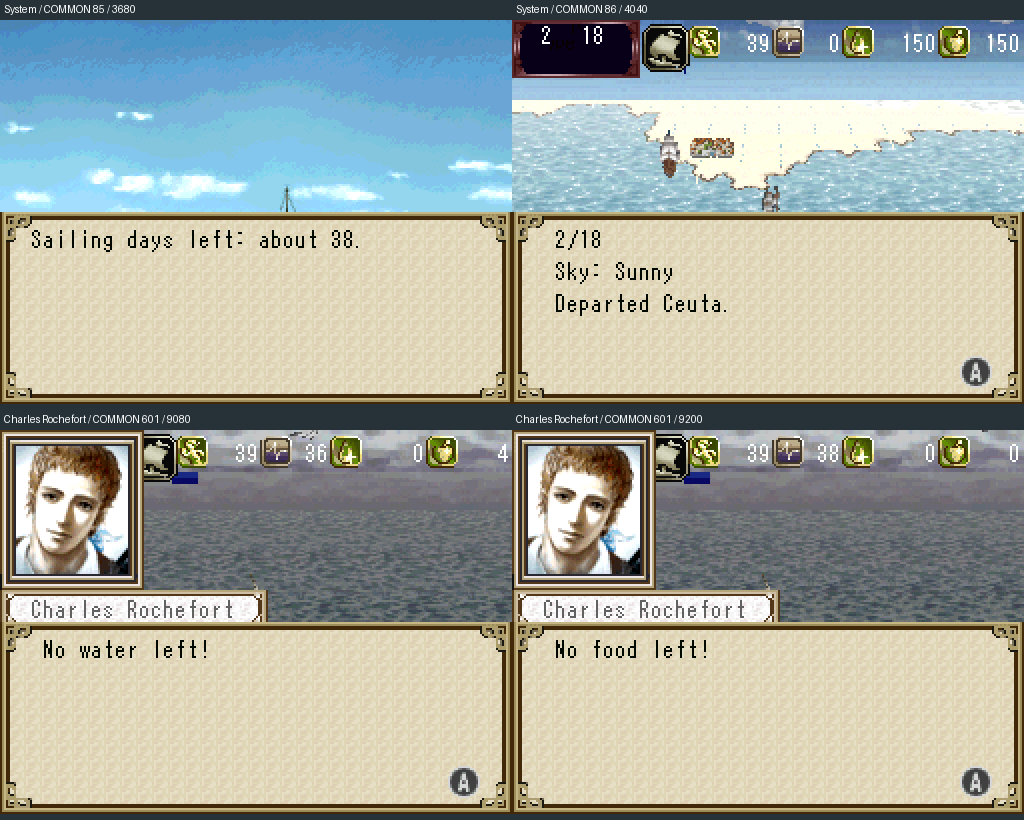 System / COMMON 85 / 3680
Sailing days left: about 38.
System / COMMON 86 / 4040
2 18
39 0 150 150
2/18
Sky: Sunny
Departed Ceuta.
A
Charles Rochefort / COMMON 601 / 9080
39 36 0 4
Charles Rochefort
No water left!
A
Charles Rochefort / COMMON 601 / 9200
39 38 0 0
Charles Rochefort
No food left!
A